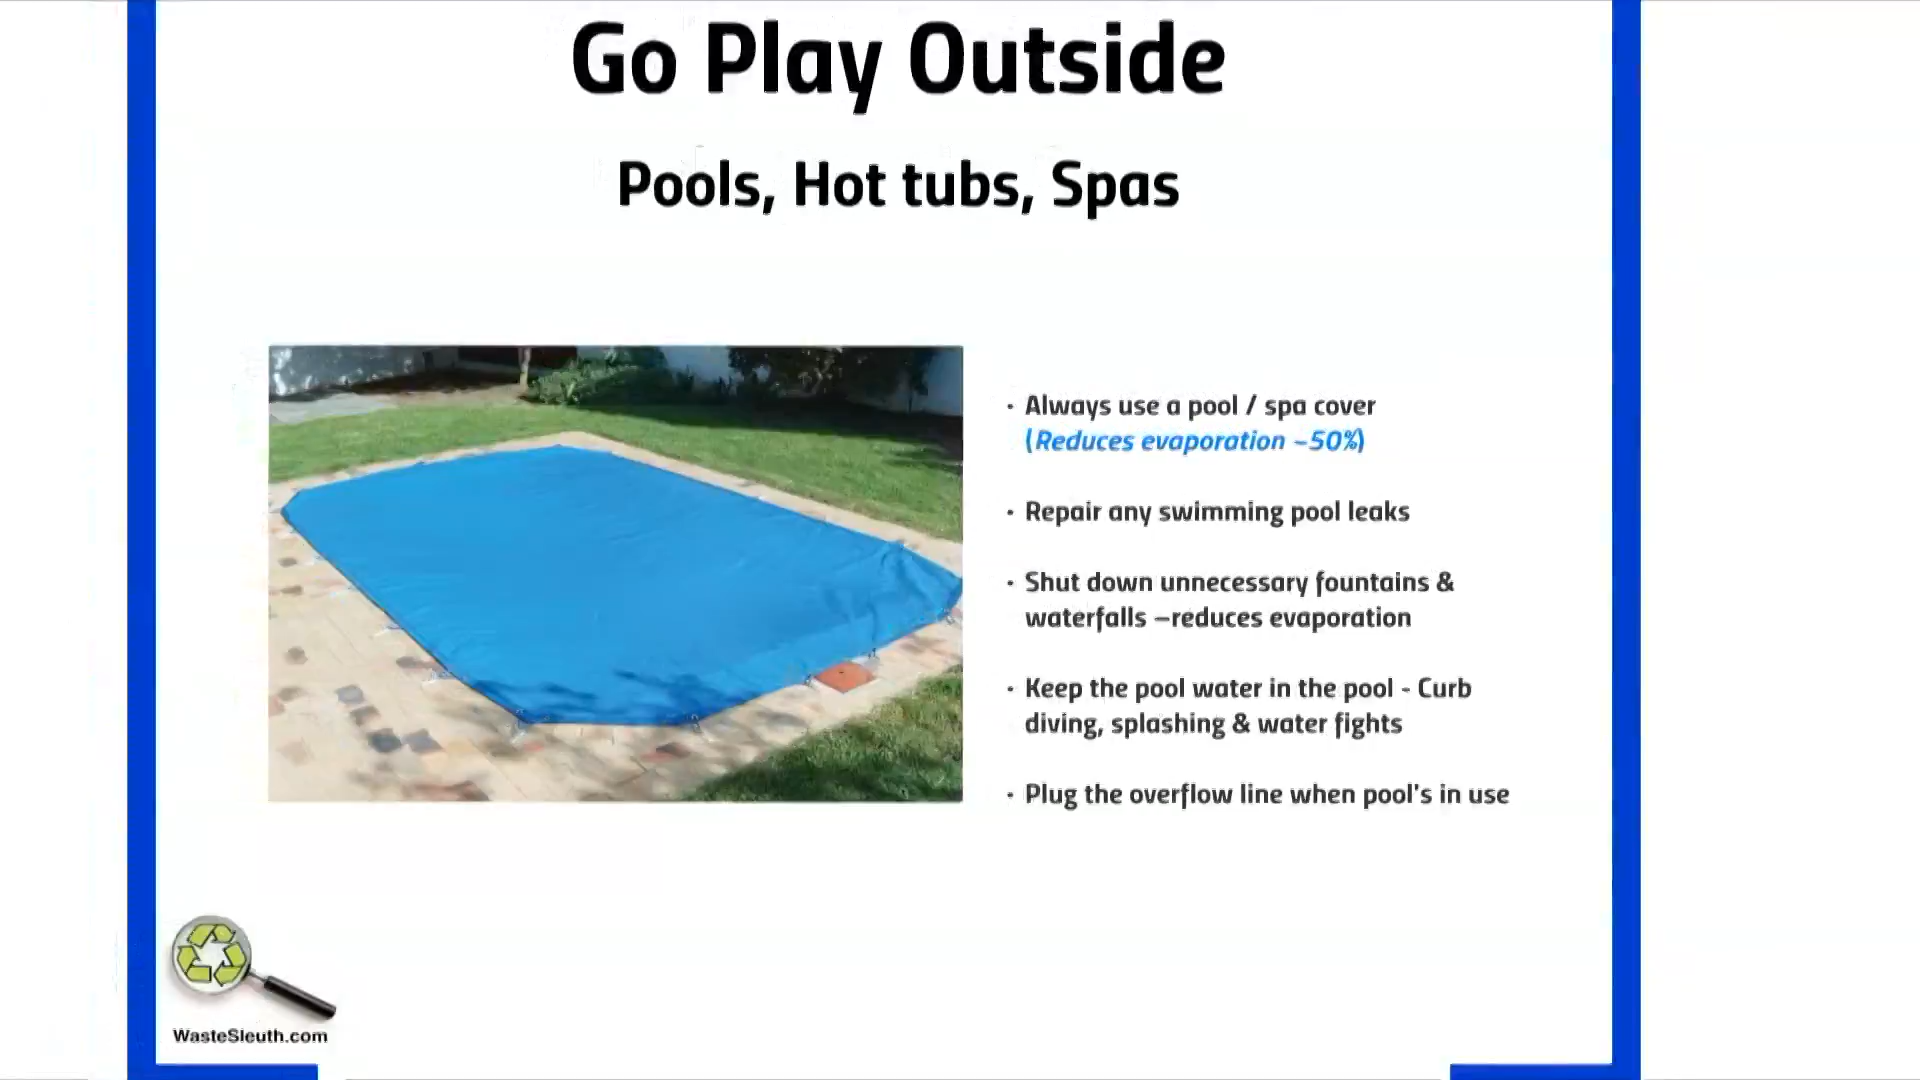 Go Play Outside
Pools, Hot tubs, Spas
• Always use a pool / spa cover
(Reduces evaporation ~50%)
• Repair any swimming pool leaks
• Shut down unnecessary fountains &
waterfalls –reduces evaporation
• Keep the pool water in the pool - Curb
diving, splashing & water fights
• Plug the overflow line when pool's in use
WasteSleuth.com